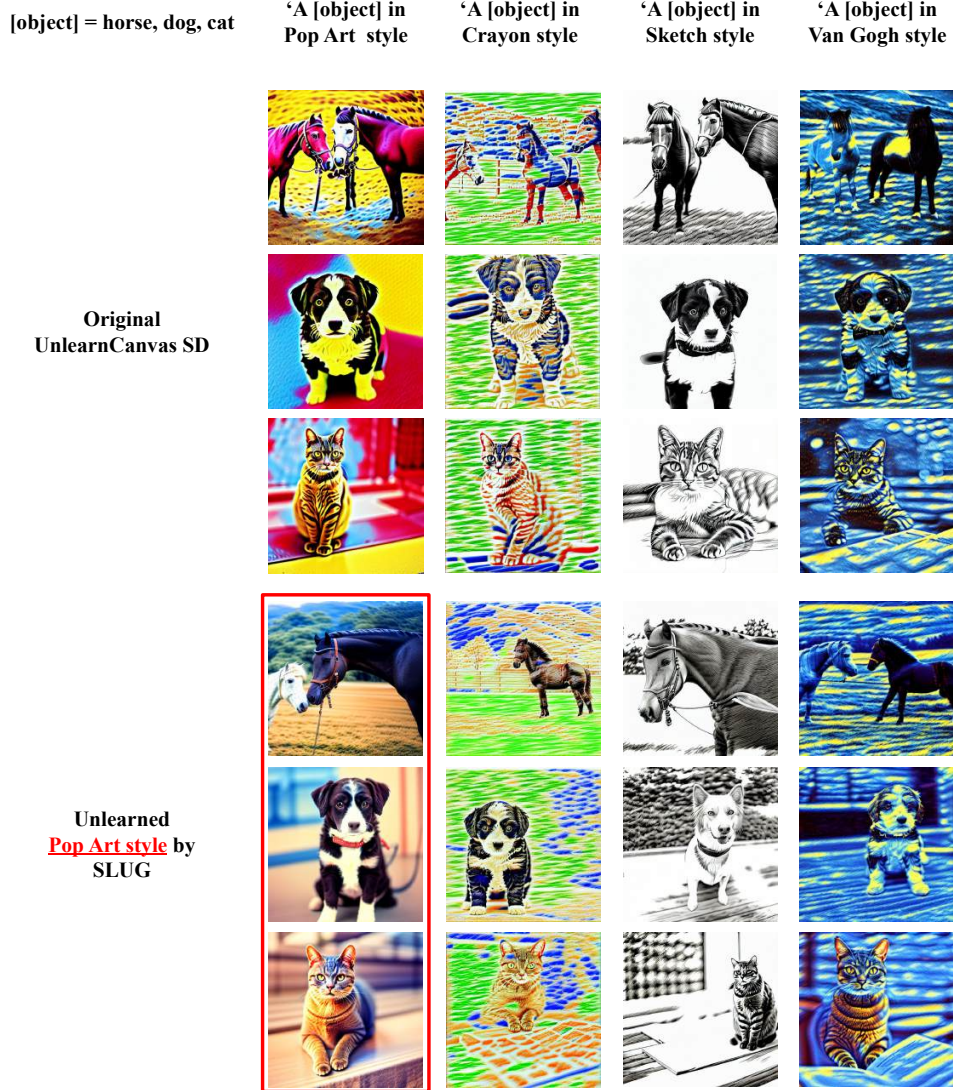 [object] = horse, dog, cat
‘A [object] in
Pop Art style
‘A [object] in
Crayon style
‘A [object] in
Sketch style
‘A [object] in
Van Gogh style
Original
UnlearnCanvas SD
Unlearned
Pop Art style by
SLUG